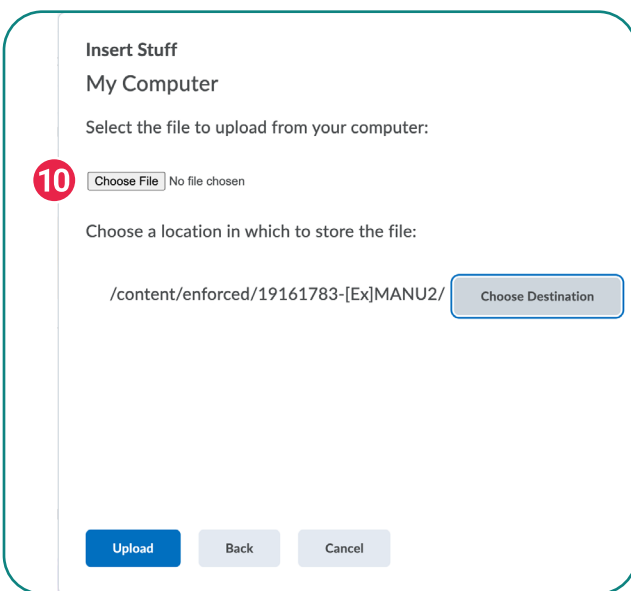 Insert Stuff
My Computer
Select the file to upload from your computer:
10 Choose File No file chosen
Choose a location in which to store the file:
/content/enforced/19161783-[Ex]MANU2/ Choose Destination
Upload Back Cancel